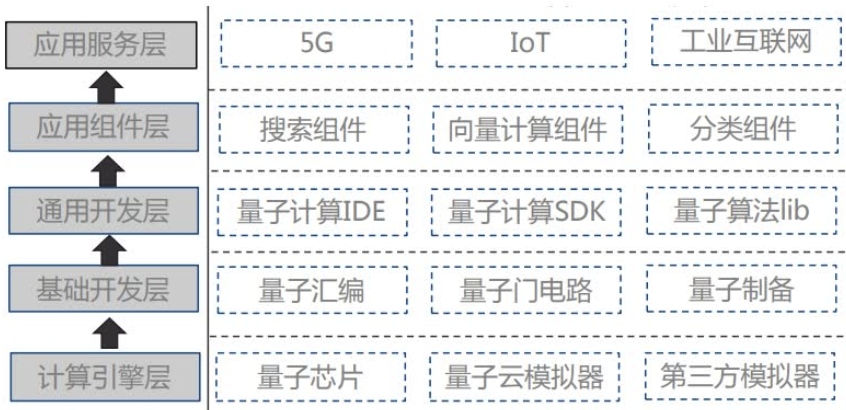 应用服务层 5G IoT 工业互联网
应用组件层 搜索组件 向量计算组件 分类组件
通用开发层 量子计算IDE 量子计算SDK 量子算法lib
基础开发层 量子汇编 量子门电路 量子制备
计算引擎层 量子芯片 量子云模拟器 第三方模拟器